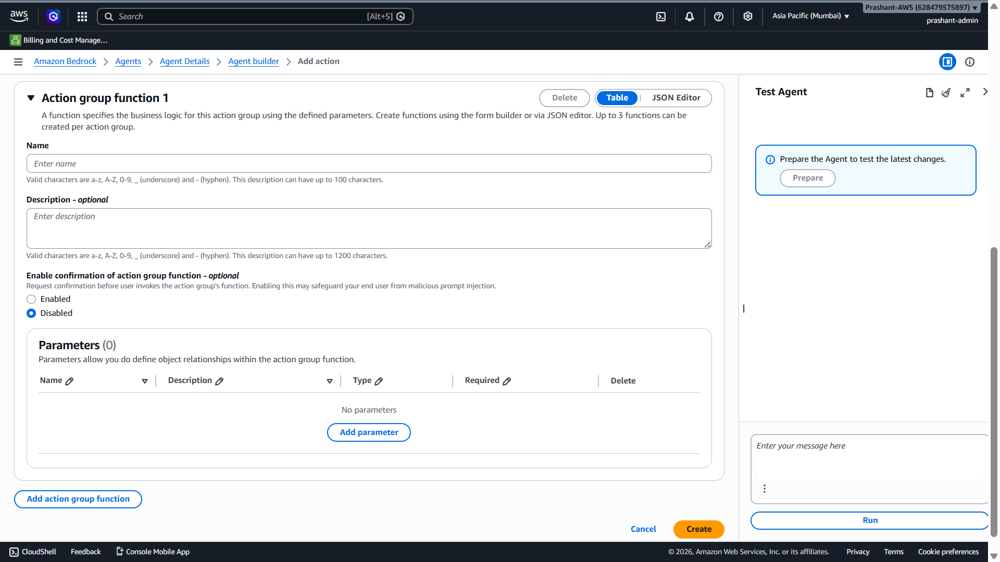 aws
Search
[Alt+S]
Asia Pacific (Mumbai)
Prashant-AWS (628479575897)
prashant-admin
Billing and Cost Manage...
Amazon Bedrock
Agents
Agent Details
Agent builder
Add action
Action group function 1
Delete
Table
JSON Editor
A function specifies the business logic for this action group using the defined parameters. Create functions using the form builder or via JSON editor. Up to 3 functions can be
created per action group.
Name
Enter name
Valid characters are a-z, A-Z, 0-9, _ (underscore) and - (hyphen). This description can have up to 100 characters.
Description - optional
Enter description
Valid characters are a-z, A-Z, 0-9, _ (underscore) and - (hyphen). This description can have up to 1200 characters.
Enable confirmation of action group function - optional
Request confirmation before user invokes the action group's function. Enabling this may safeguard your end user from malicious prompt injection.
Enabled
Disabled
Parameters (0)
Parameters allow you do define object relationships within the action group function.
Name
Description
Type
Required
Delete
No parameters
Add parameter
Add action group function
Cancel
Create
Test Agent
Prepare the Agent to test the latest changes.
Prepare
Enter your message here
Run
CloudShell
Feedback
Console Mobile App
© 2026, Amazon Web Services, Inc. or its affiliates.
Privacy
Terms
Cookie preferences